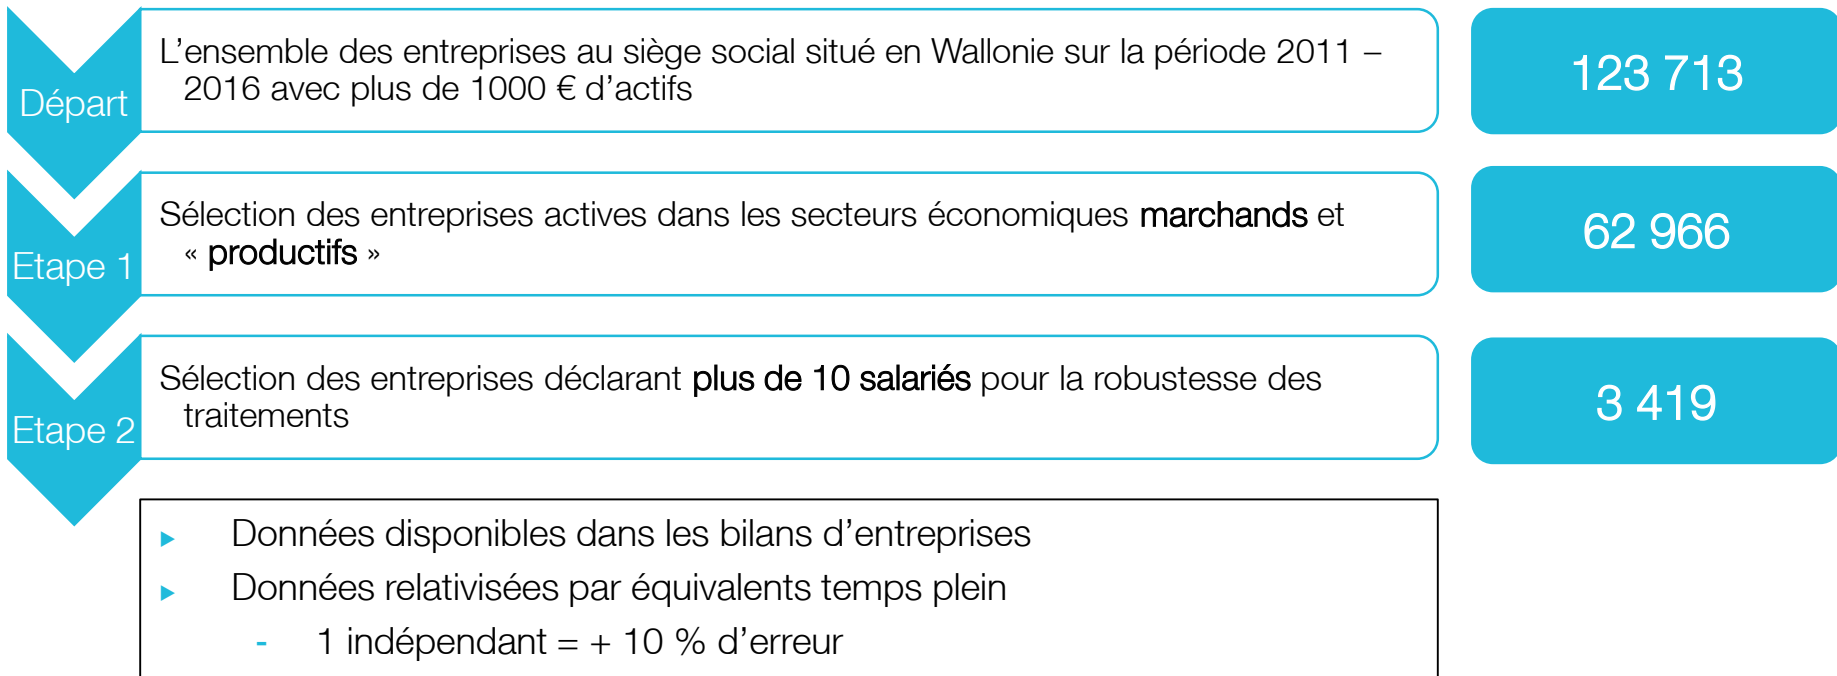 Départ
L’ensemble des entreprises au siège social situé en Wallonie sur la période 2011 –
2016 avec plus de 1000 € d’actifs
123 713
Etape 1
Sélection des entreprises actives dans les secteurs économiques marchands et
« productifs »
62 966
Etape 2
Sélection des entreprises déclarant plus de 10 salariés pour la robustesse des
traitements
3 419
▶ Données disponibles dans les bilans d’entreprises
▶ Données relativisées par équivalents temps plein
- 1 indépendant = + 10 % d’erreur